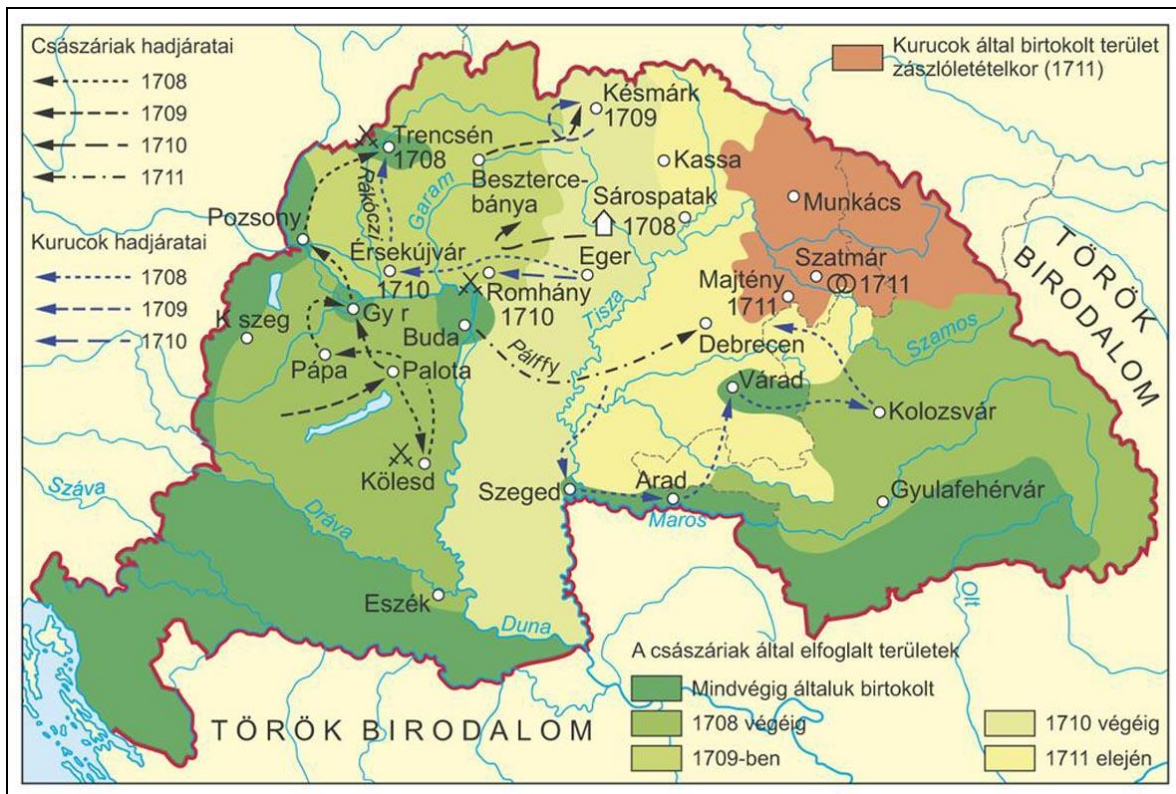 Császáriak hadjáratai
1708
1709
1710
1711
Kurucok hadjáratai
1708
1709
1710
Kurucok által birtokolt terület
zászlóletételkor (1711)
Késmárk
1709
Trencsén
1708
Rákóczi
Garam
Besztercebánya
Kassa
Sárospatak
1708
Munkács
Pozsony
Érsekújvár
1710
Eger
Romhány
1710
Szatmár
1711
Majtény
1711
TÖRÖK
BIRODALOM
K szeg
Gy r
Buda
Tisza
Pálffy
Debrecen
Szamos
Pápa
Palota
Várad
Kolozsvár
Kölesd
Szeged
Arad
Maros
Gyulafehérvár
Száva
Dráva
Eszék
Duna
Olt
TÖRÖK BIRODALOM
A császáriak által elfoglalt területek
Mindvégig általuk birtokolt
1708 végéig
1709-ben
1710 végéig
1711 elején